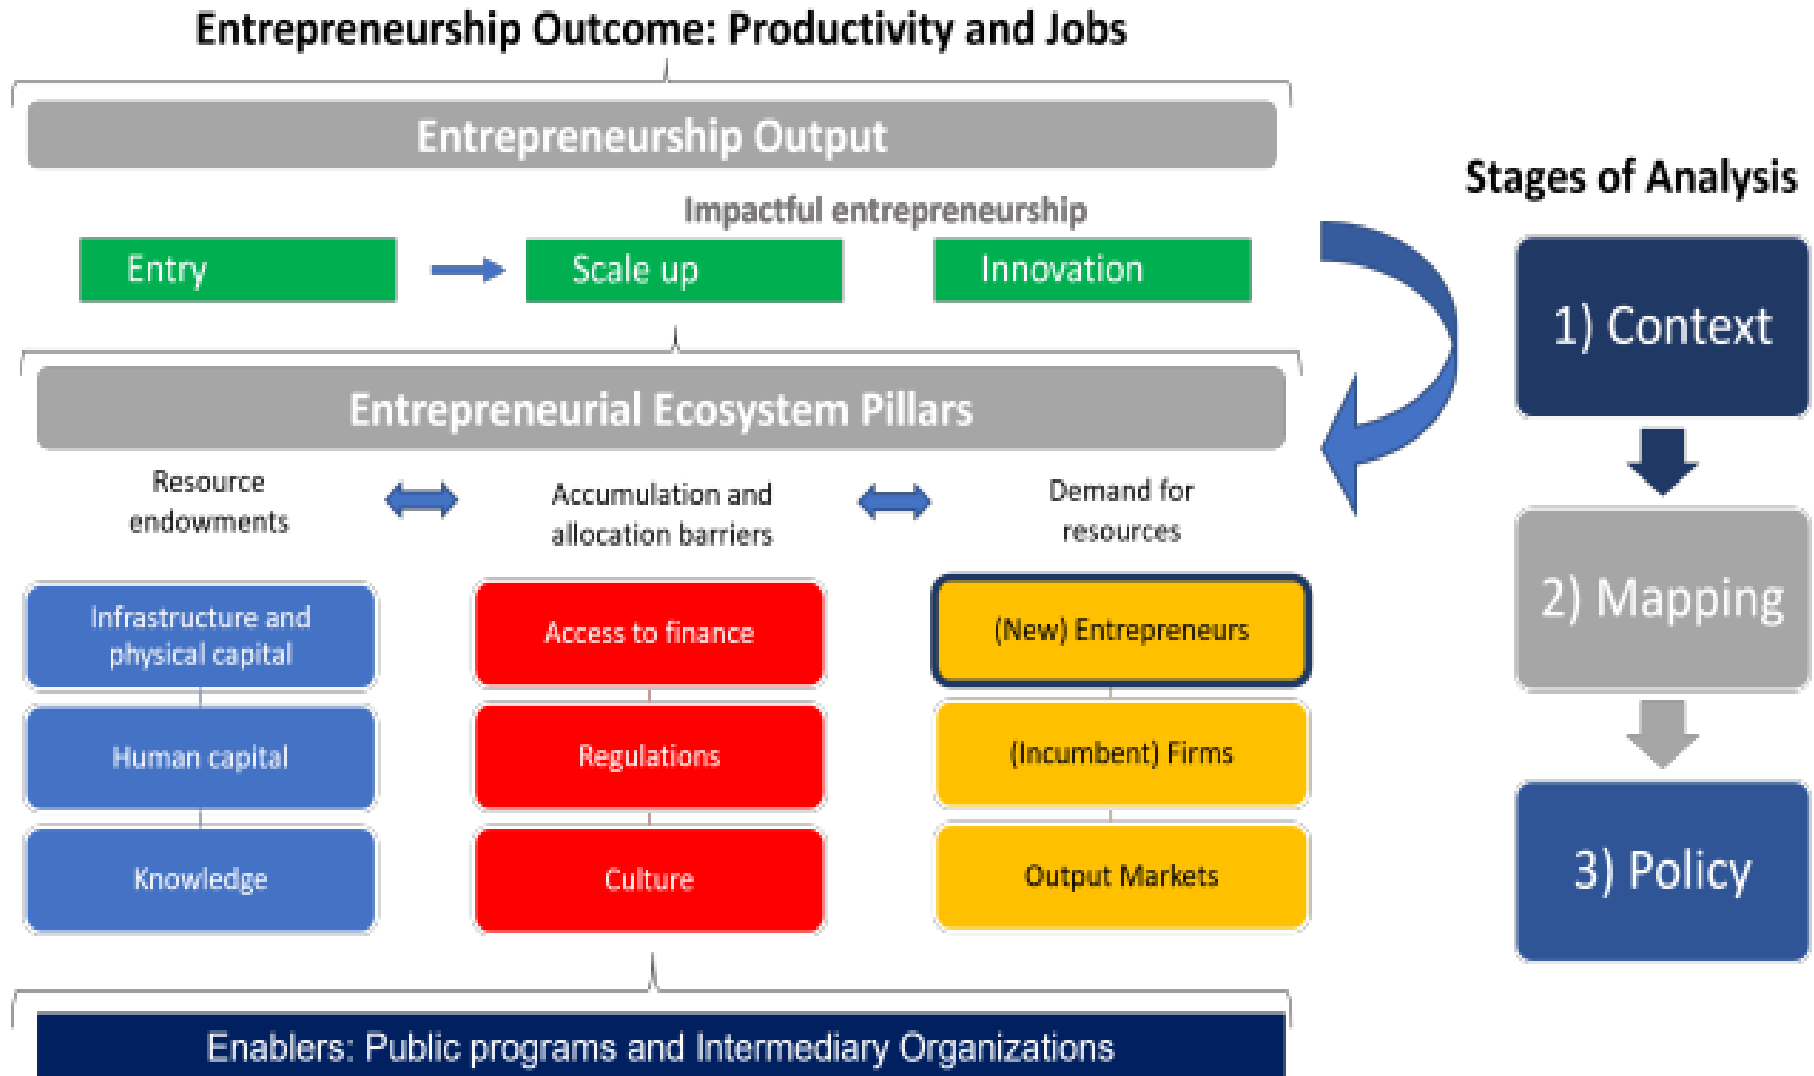 Entrepreneurship Outcome: Productivity and Jobs
Entrepreneurship Output
Impactful entrepreneurship
Entry
Scale up
Innovation
Entrepreneurial Ecosystem Pillars
Resource
endowments
Accumulation and
allocation barriers
Demand for
resources
Infrastructure and
physical capital
Access to finance
(New) Entrepreneurs
Human capital
Regulations
(Incumbent) Firms
Knowledge
Culture
Output Markets
Enablers: Public programs and Intermediary Organizations
Stages of Analysis
1) Context
2) Mapping
3) Policy